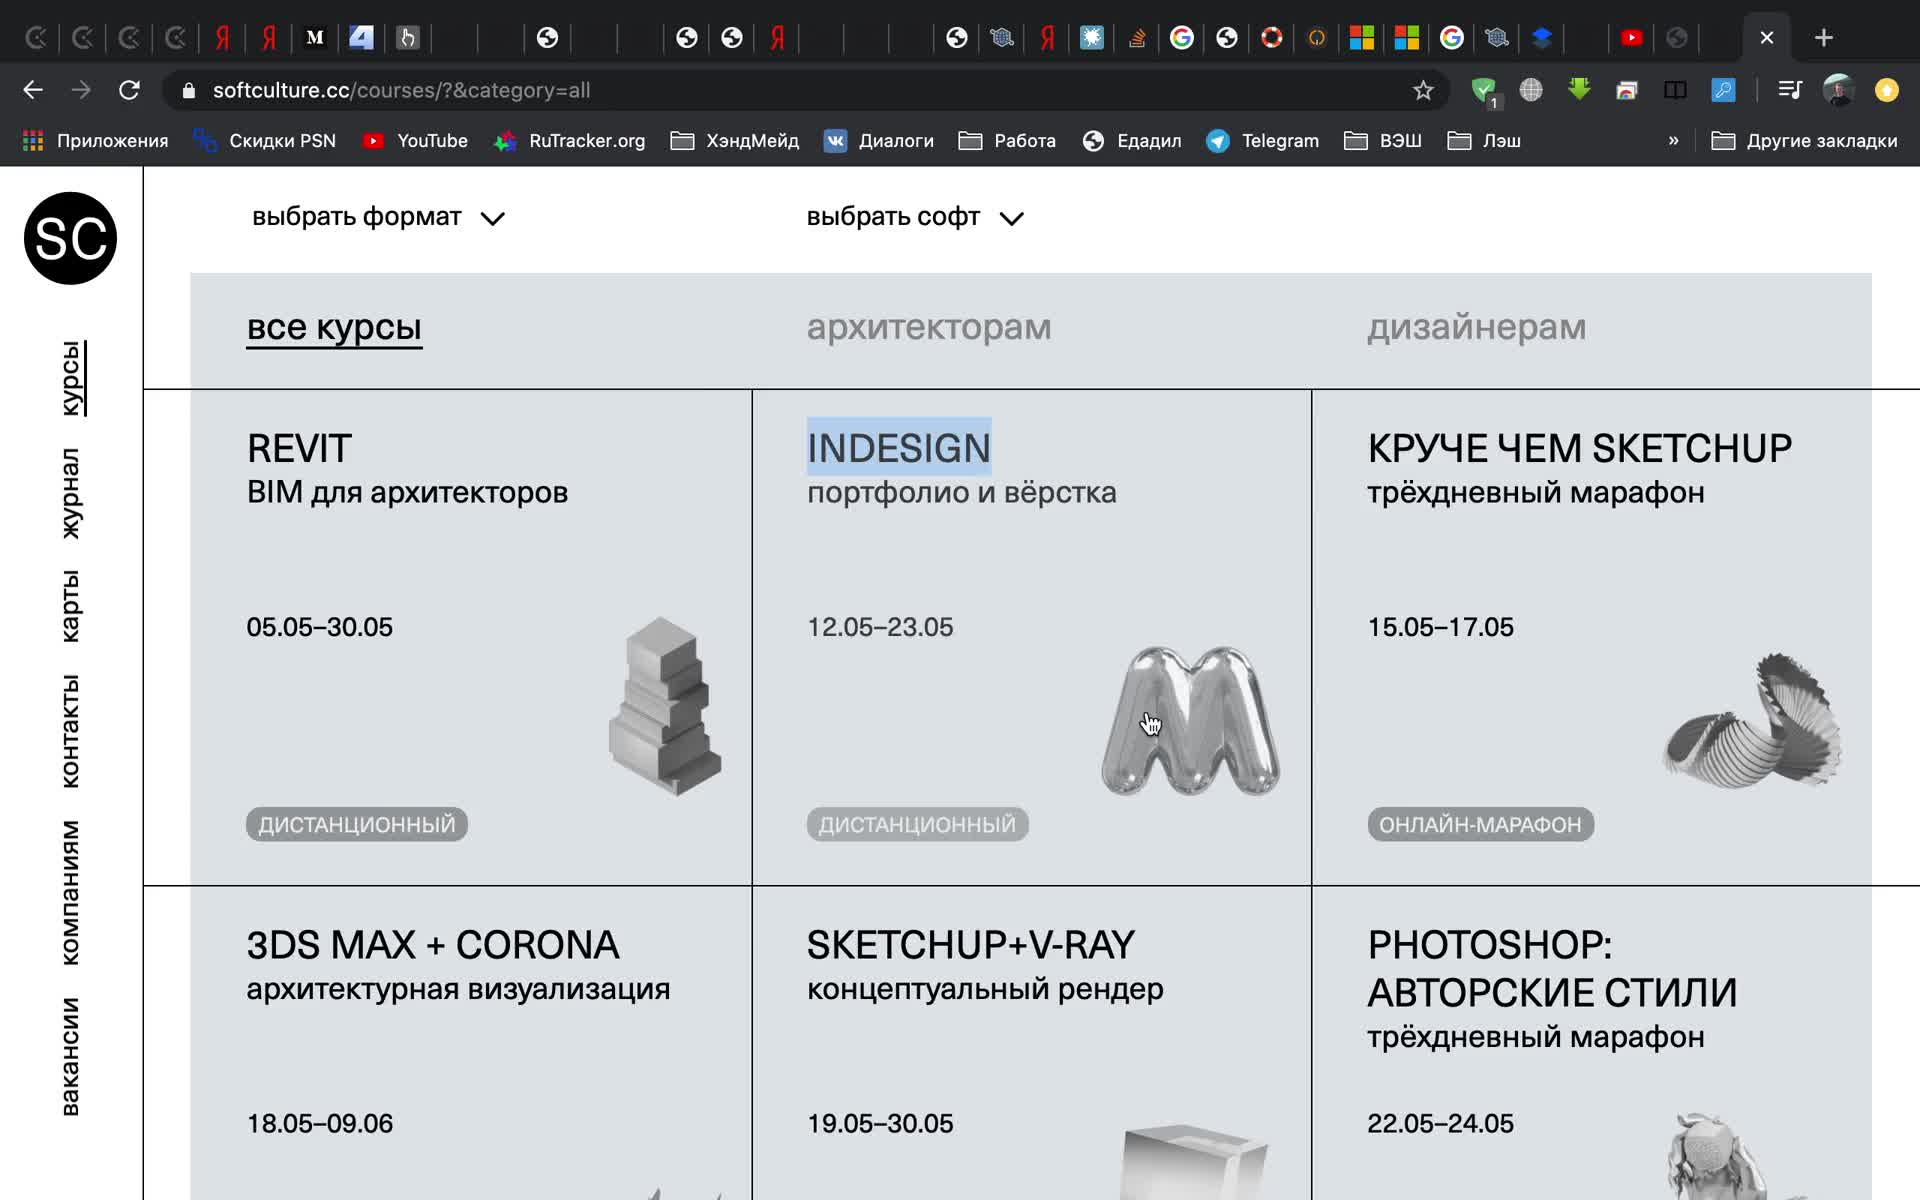 softculture.cc/courses/?&category=all
1
Приложения
Скидки PSN
YouTube
RuTracker.org
ХэндМейд
Диалоги
Работа
Едадил
Telegram
ВЭШ
Лэш
»
Другие закладки
SC
курсы
журнал
карты
контакты
компаниям
вакансии
выбрать формат
выбрать софт
все курсы
архитекторам
дизайнерам
REVIT
BIM для архитекторов
05.05–30.05
ДИСТАНЦИОННЫЙ
INDESIGN
портфолио и вёрстка
12.05–23.05
ДИСТАНЦИОННЫЙ
КРУЧЕ ЧЕМ SKETCHUP
трёхдневный марафон
15.05–17.05
ОНЛАЙН-МАРАФОН
3DS MAX + CORONA
архитектурная визуализация
18.05–09.06
SKETCHUP+V-RAY
концептуальный рендер
19.05–30.05
PHOTOSHOP:
АВТОРСКИЕ СТИЛИ
трёхдневный марафон
22.05–24.05